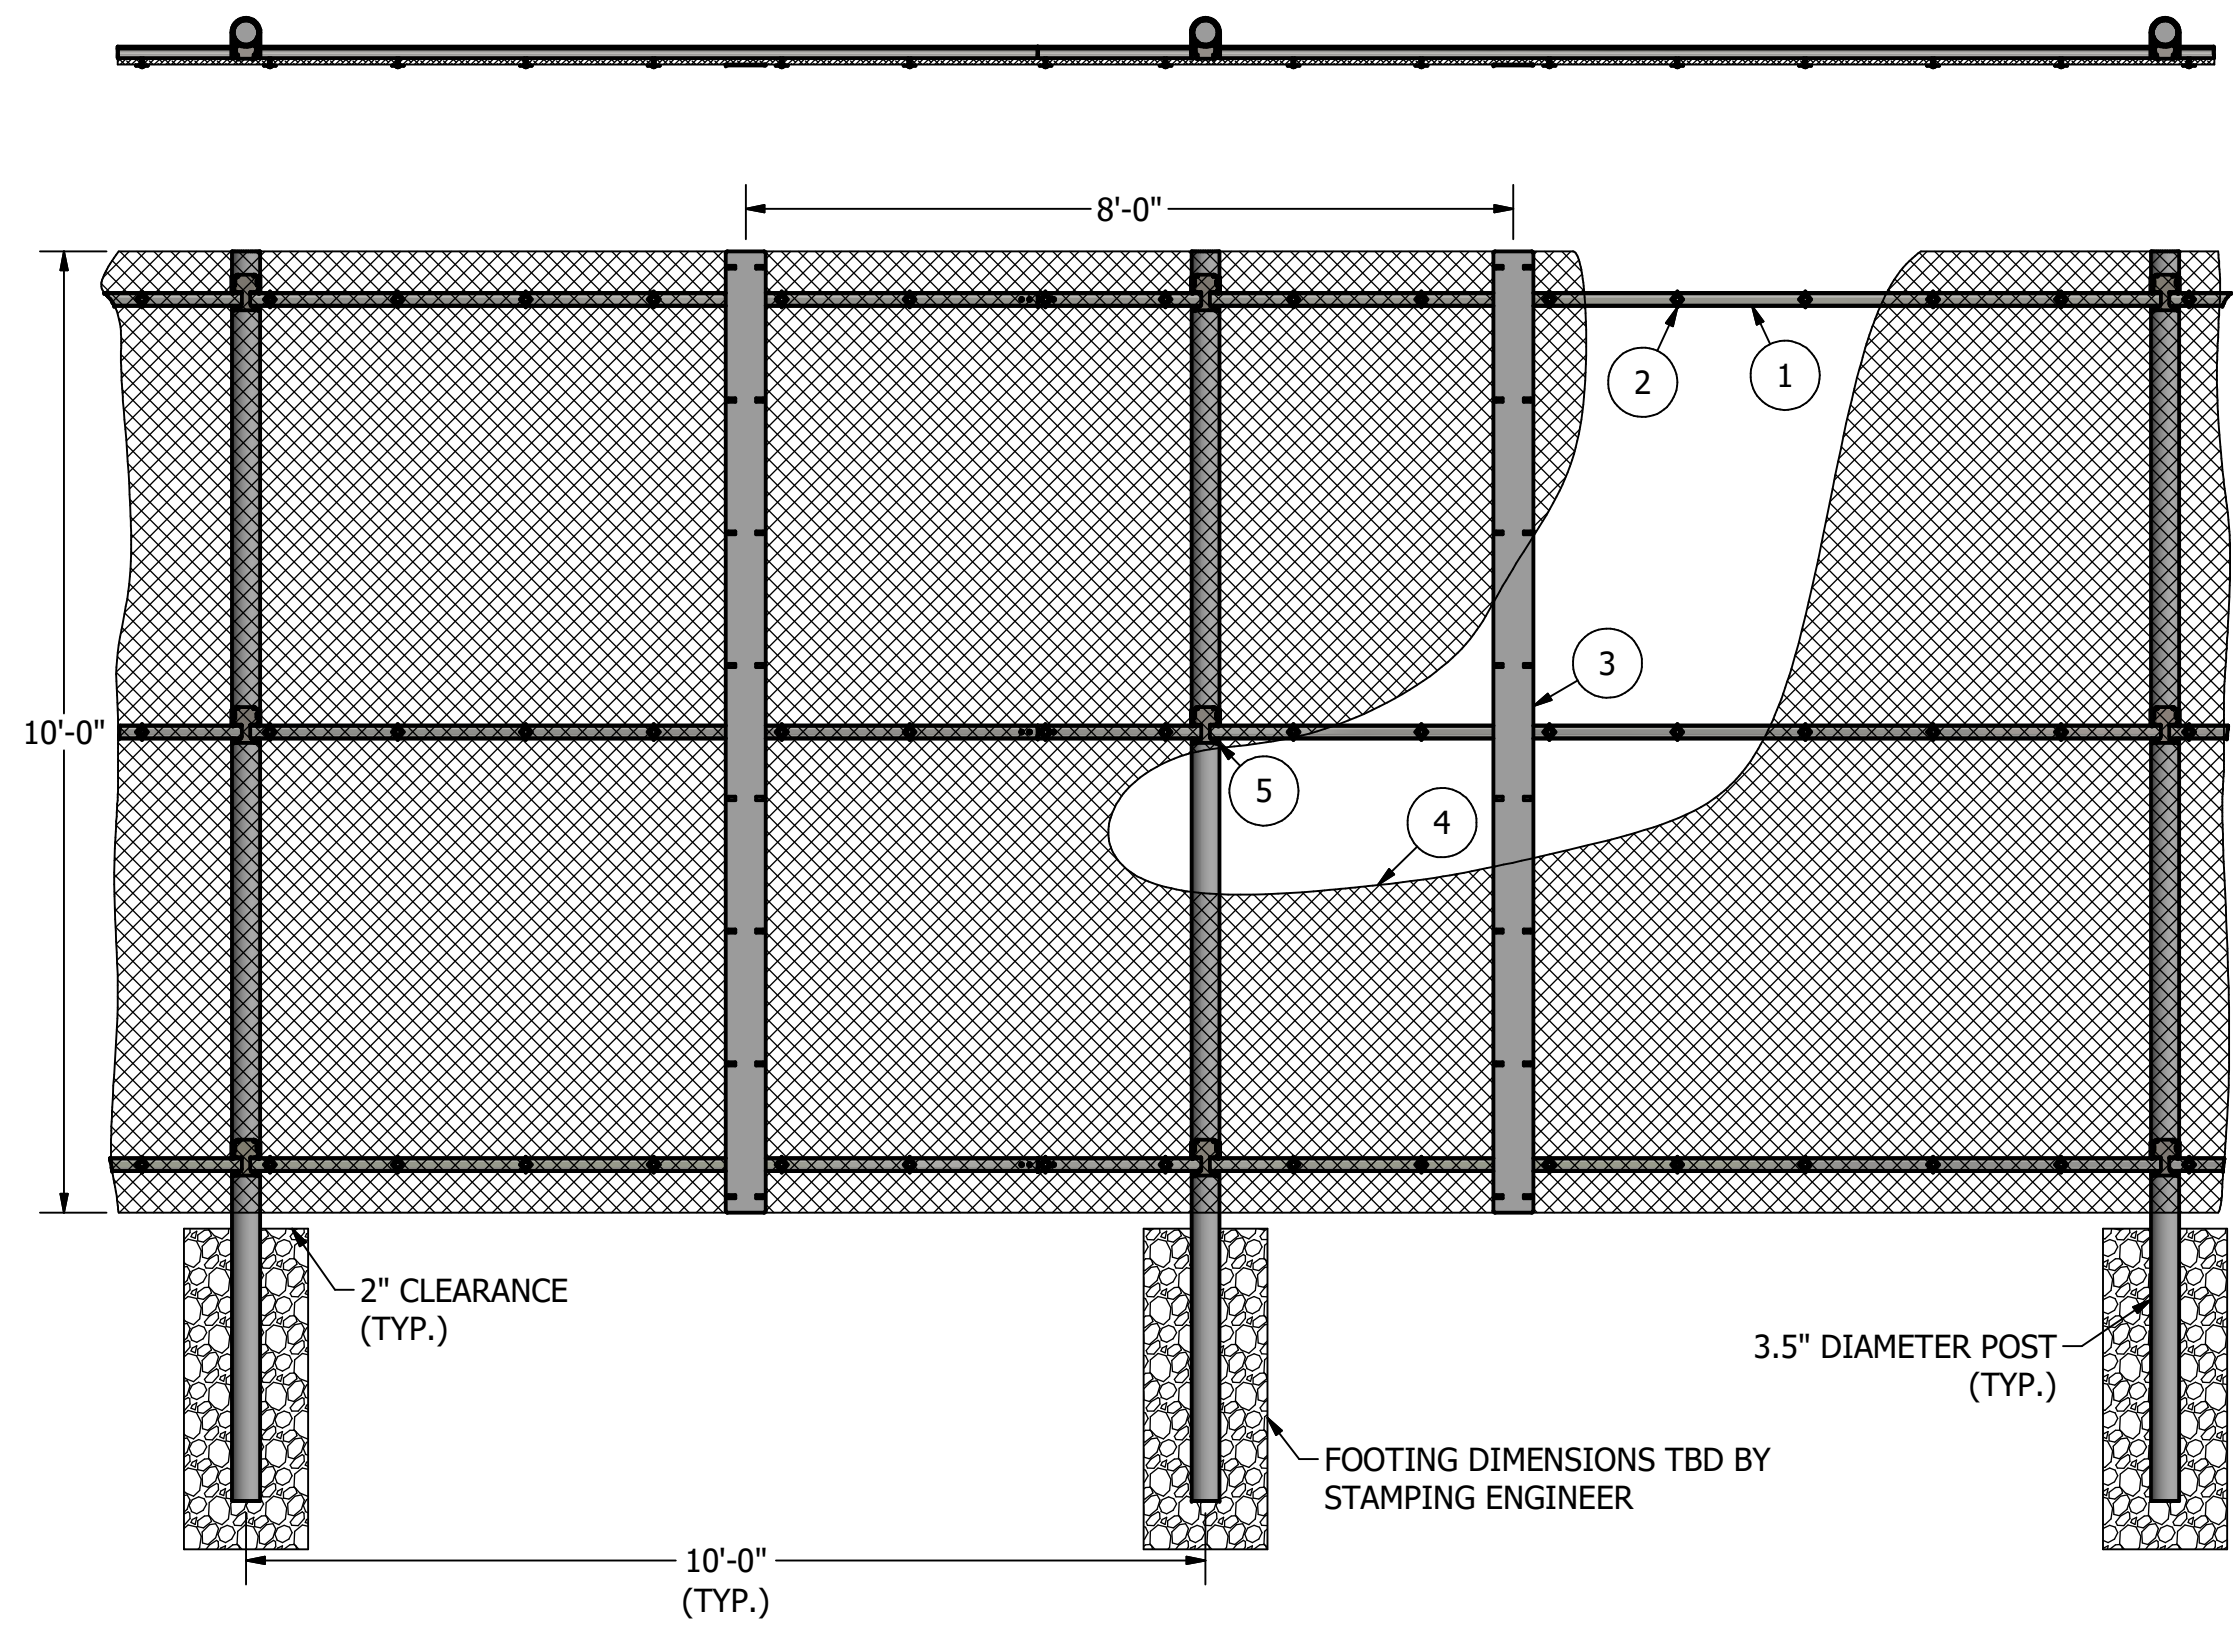 8'-0"
2
1
3
10'-0"
5
4
2" CLEARANCE
(TYP.)
3.5" DIAMETER POST
(TYP.)
FOOTING DIMENSIONS TBD BY
STAMPING ENGINEER
10'-0"
(TYP.)